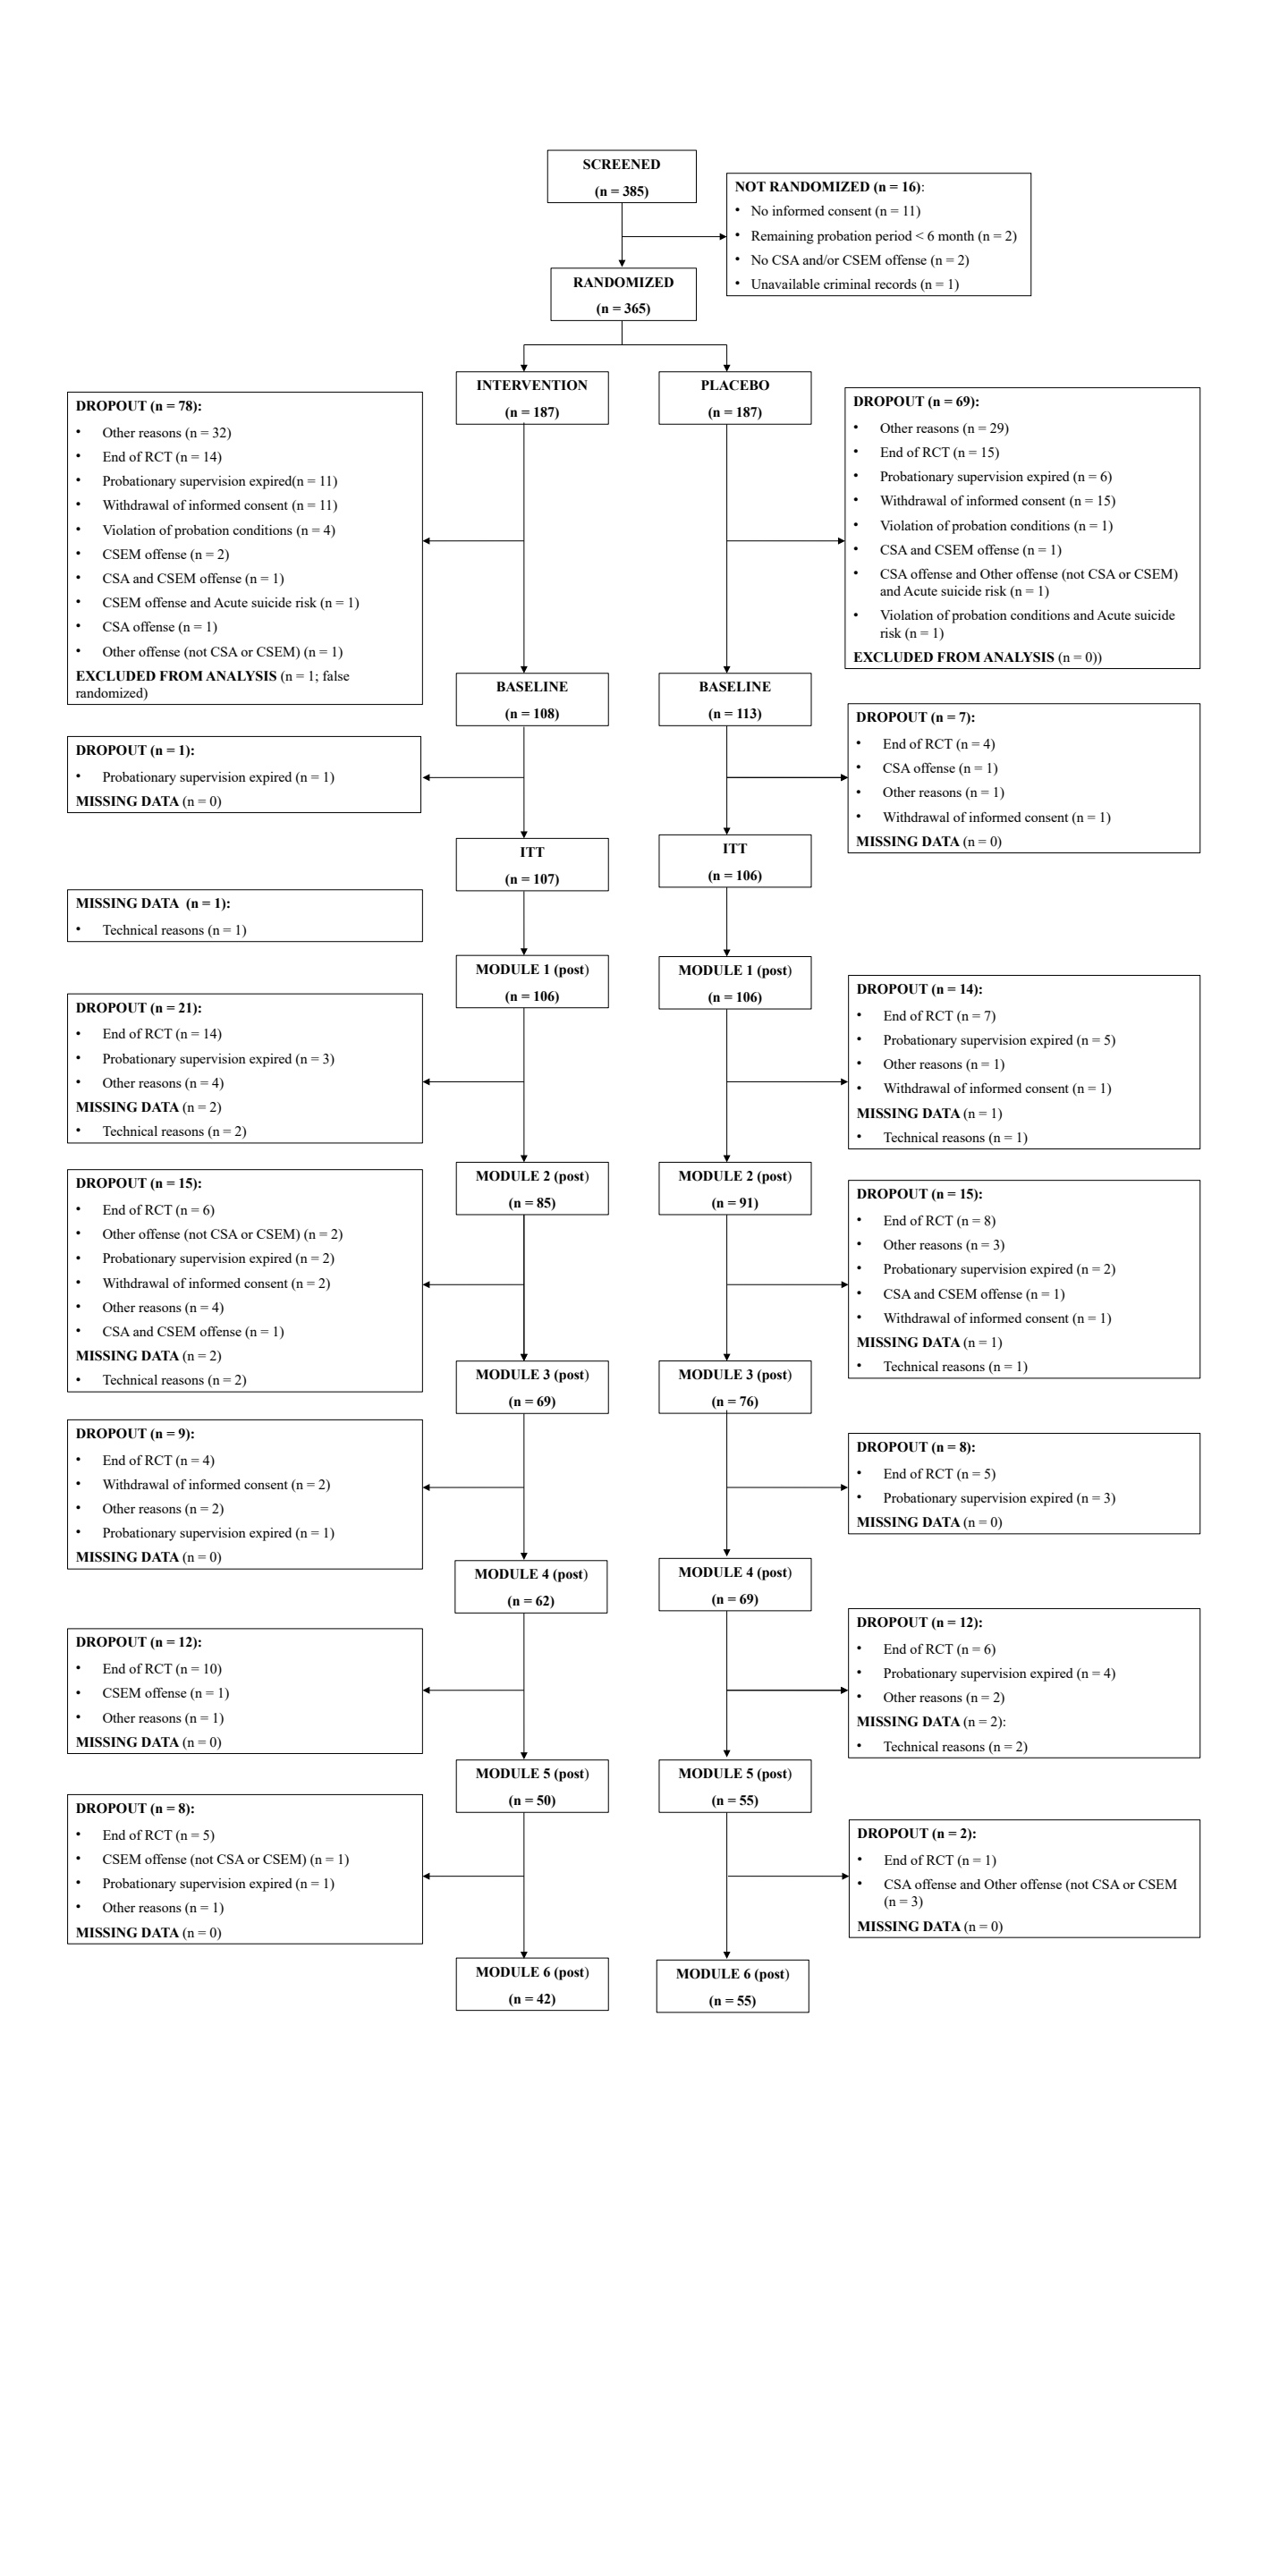 SCREENED
(n = 385)
NOT RANDOMIZED (n = 16):
• No informed consent (n = 11)
• Remaining probation period < 6 month (n = 2)
• No CSA and/or CSEM offense (n = 2)
• Unavailable criminal records (n = 1)
RANDOMIZED
(n = 365)
INTERVENTION
(n = 187)
PLACEBO
(n = 187)
DROPOUT (n = 78):
• Other reasons (n = 32)
• End of RCT (n = 14)
• Probationary supervision expired(n = 11)
• Withdrawal of informed consent (n = 11)
• Violation of probation conditions (n = 4)
• CSEM offense (n = 2)
• CSA and CSEM offense (n = 1)
• CSEM offense and Acute suicide risk (n = 1)
• CSA offense (n = 1)
• Other offense (not CSA or CSEM) (n = 1)
EXCLUDED FROM ANALYSIS (n = 1; false
randomized)
DROPOUT (n = 69):
• Other reasons (n = 29)
• End of RCT (n = 15)
• Probationary supervision expired (n = 6)
• Withdrawal of informed consent (n = 15)
• Violation of probation conditions (n = 1)
• CSA and CSEM offense (n = 1)
• CSA offense and Other offense (not CSA or CSEM)
and Acute suicide risk (n = 1)
• Violation of probation conditions and Acute suicide
risk (n = 1)
EXCLUDED FROM ANALYSIS (n = 0))
BASELINE
(n = 108)
BASELINE
(n = 113)
DROPOUT (n = 1):
• Probationary supervision expired (n = 1)
MISSING DATA (n = 0)
DROPOUT (n = 7):
• End of RCT (n = 4)
• CSA offense (n = 1)
• Other reasons (n = 1)
• Withdrawal of informed consent (n = 1)
MISSING DATA (n = 0)
ITT
(n = 107)
ITT
(n = 106)
MISSING DATA (n = 1):
• Technical reasons (n = 1)
MODULE 1 (post)
(n = 106)
MODULE 1 (post)
(n = 106)
DROPOUT (n = 21):
• End of RCT (n = 14)
• Probationary supervision expired (n = 3)
• Other reasons (n = 4)
MISSING DATA (n = 2)
• Technical reasons (n = 2)
DROPOUT (n = 14):
• End of RCT (n = 7)
• Probationary supervision expired (n = 5)
• Other reasons (n = 1)
• Withdrawal of informed consent (n = 1)
MISSING DATA (n = 1)
• Technical reasons (n = 1)
MODULE 2 (post)
(n = 85)
MODULE 2 (post)
(n = 91)
DROPOUT (n = 15):
• End of RCT (n = 6)
• Other offense (not CSA or CSEM) (n = 2)
• Probationary supervision expired (n = 2)
• Withdrawal of informed consent (n = 2)
• Other reasons (n = 4)
• CSA and CSEM offense (n = 1)
MISSING DATA (n = 2)
• Technical reasons (n = 2)
DROPOUT (n = 15):
• End of RCT (n = 8)
• Other reasons (n = 3)
• Probationary supervision expired (n = 2)
• CSA and CSEM offense (n = 1)
• Withdrawal of informed consent (n = 1)
MISSING DATA (n = 1)
• Technical reasons (n = 1)
MODULE 3 (post)
(n = 69)
MODULE 3 (post)
(n = 76)
DROPOUT (n = 9):
• End of RCT (n = 4)
• Withdrawal of informed consent (n = 2)
• Other reasons (n = 2)
• Probationary supervision expired (n = 1)
MISSING DATA (n = 0)
DROPOUT (n = 8):
• End of RCT (n = 5)
• Probationary supervision expired (n = 3)
MISSING DATA (n = 0)
MODULE 4 (post)
(n = 62)
MODULE 4 (post)
(n = 69)
DROPOUT (n = 12):
• End of RCT (n = 10)
• CSEM offense (n = 1)
• Other reasons (n = 1)
MISSING DATA (n = 0)
DROPOUT (n = 12):
• End of RCT (n = 6)
• Probationary supervision expired (n = 4)
• Other reasons (n = 2)
MISSING DATA (n = 2):
• Technical reasons (n = 2)
MODULE 5 (post)
(n = 50)
MODULE 5 (post)
(n = 55)
DROPOUT (n = 8):
• End of RCT (n = 5)
• CSEM offense (not CSA or CSEM) (n = 1)
• Probationary supervision expired (n = 1)
• Other reasons (n = 1)
MISSING DATA (n = 0)
DROPOUT (n = 2):
• End of RCT (n = 1)
• CSA offense and Other offense (not CSA or CSEM
(n = 3)
MISSING DATA (n = 0)
MODULE 6 (post)
(n = 42)
MODULE 6 (post)
(n = 55)